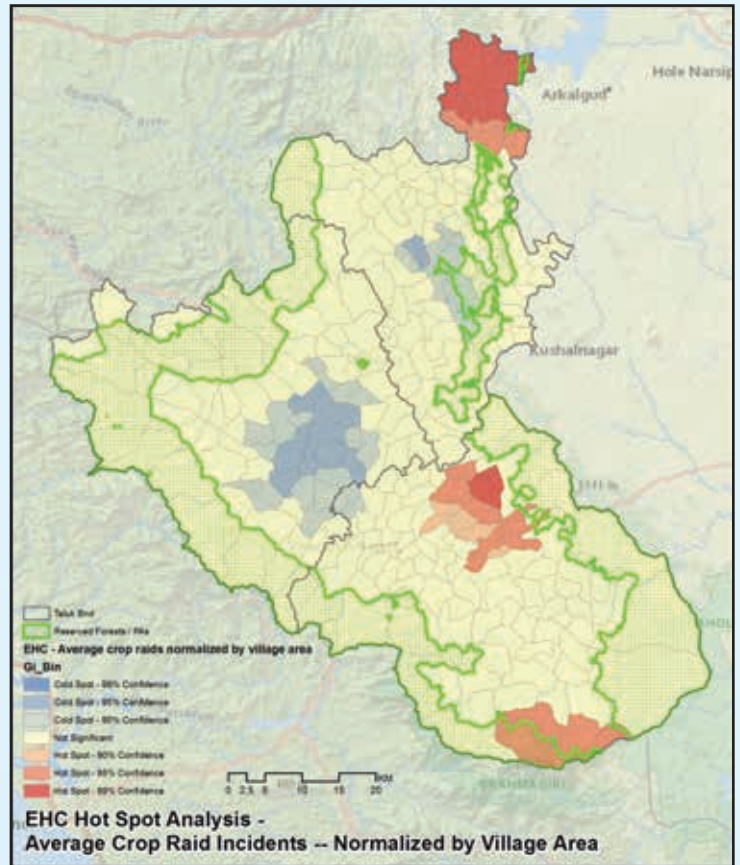 Hole Narsip
Arkalgud
Kushalnagar
Taluk Bnd
Reserved Forests / PAs
EHC - Average crop raids normalized by village area
Gi_Bin
Cold Spot - 99% Confidence
Cold Spot - 95% Confidence
Cold Spot - 90% Confidence
Not Significant
Hot Spot - 90% Confidence
Hot Spot - 95% Confidence
Hot Spot - 99% Confidence
0 2.5 5 10 15 20
EHC Hot Spot Analysis -
Average Crop Raid Incidents -- Normalized by Village Area